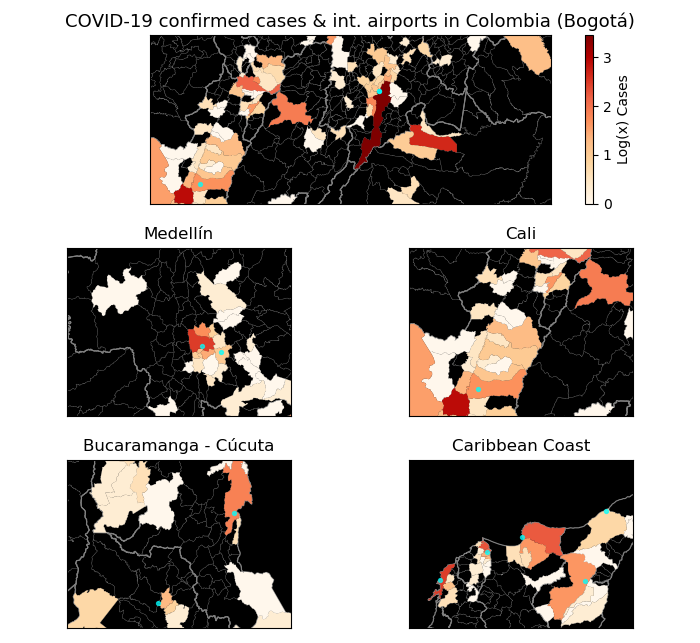 COVID-19 confirmed cases & int. airports in Colombia (Bogotá)
3
2
1
0
Log(x) Cases
Medellín
Cali
Bucaramanga - Cúcuta
Caribbean Coast